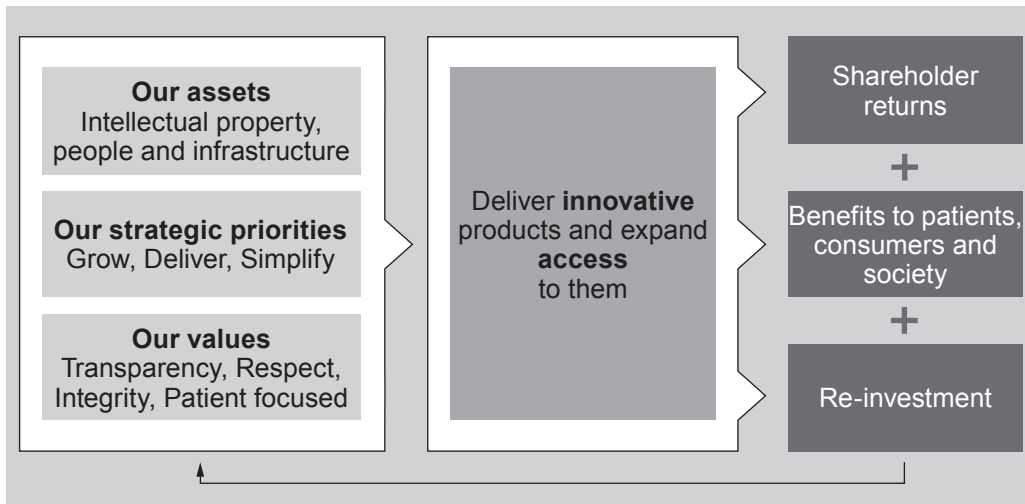 Our assets
Intellectual property,
people and infrastructure
Our strategic priorities
Grow, Deliver, Simplify
Our values
Transparency, Respect,
Integrity, Patient focused
Deliver innovative
products and expand
access
to them
Shareholder
returns
+
Benefits to patients,
consumers and
society
+
Re-investment